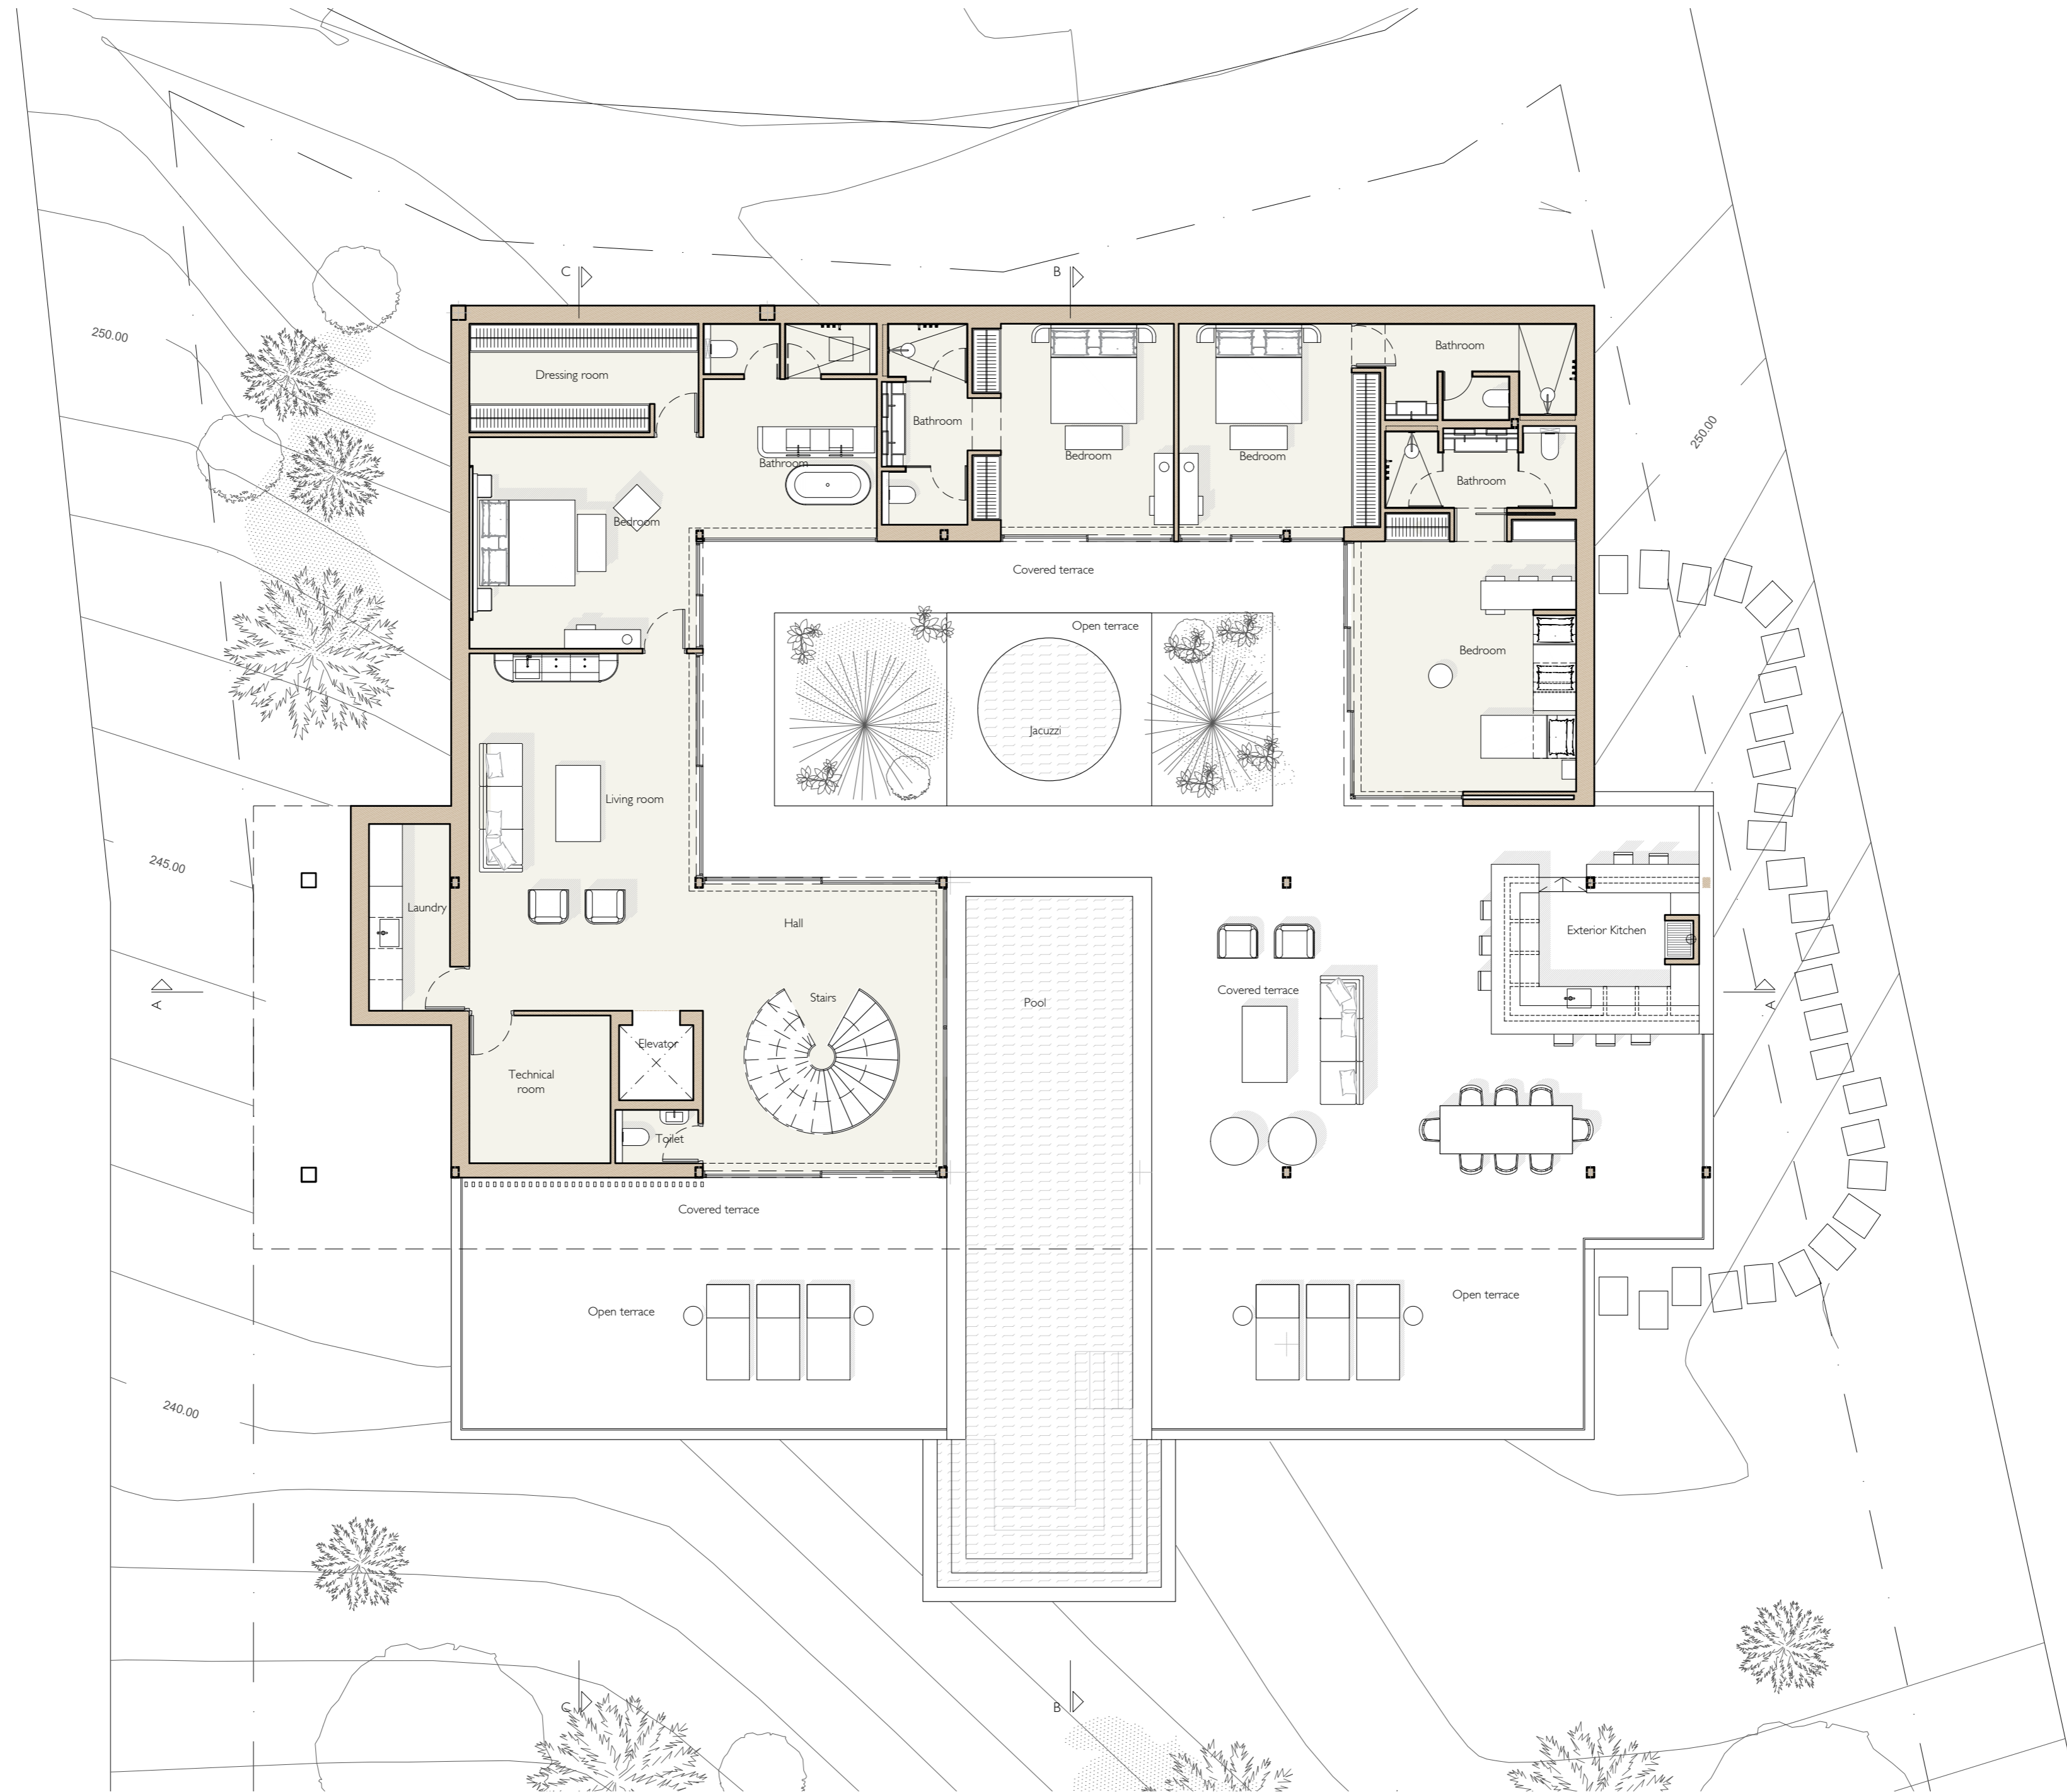 C
B
250.00
Dressing room
Bathroom
Bathroom
Bathroom
Bathroom
Bedroom
Bedroom
Bedroom
250.00
Bathroom
Covered terrace
Open terrace
Jacuzzi
Bedroom
Living room
245.00
Laundry
Hall
Exterior Kitchen
A
Stairs
Pool
Covered terrace
A
Elevator
Technical
room
Toilet
Covered terrace
Open terrace
Open terrace
240.00
C
B